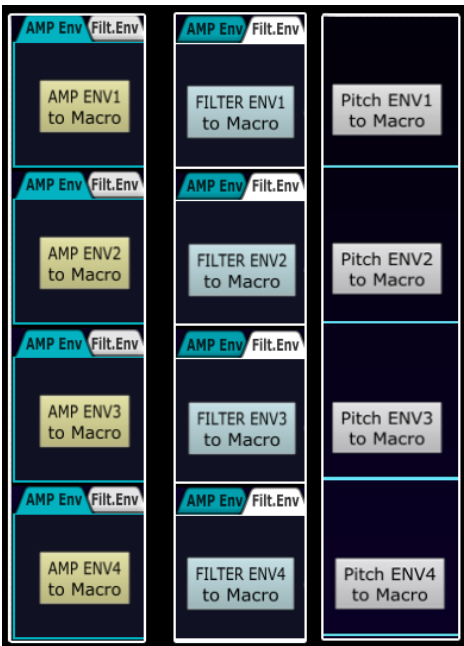 AMP Env Filt.Env
AMP ENV1
to Macro
AMP Env Filt.Env
AMP ENV2
to Macro
AMP Env Filt.Env
AMP ENV3
to Macro
AMP Env Filt.Env
AMP ENV4
to Macro
AMP Env Filt.Env
FILTER ENV1
to Macro
AMP Env Filt.Env
FILTER ENV2
to Macro
AMP Env Filt.Env
FILTER ENV3
to Macro
AMP Env Filt.Env
FILTER ENV4
to Macro
Pitch ENV1
to Macro
Pitch ENV2
to Macro
Pitch ENV3
to Macro
Pitch ENV4
to Macro